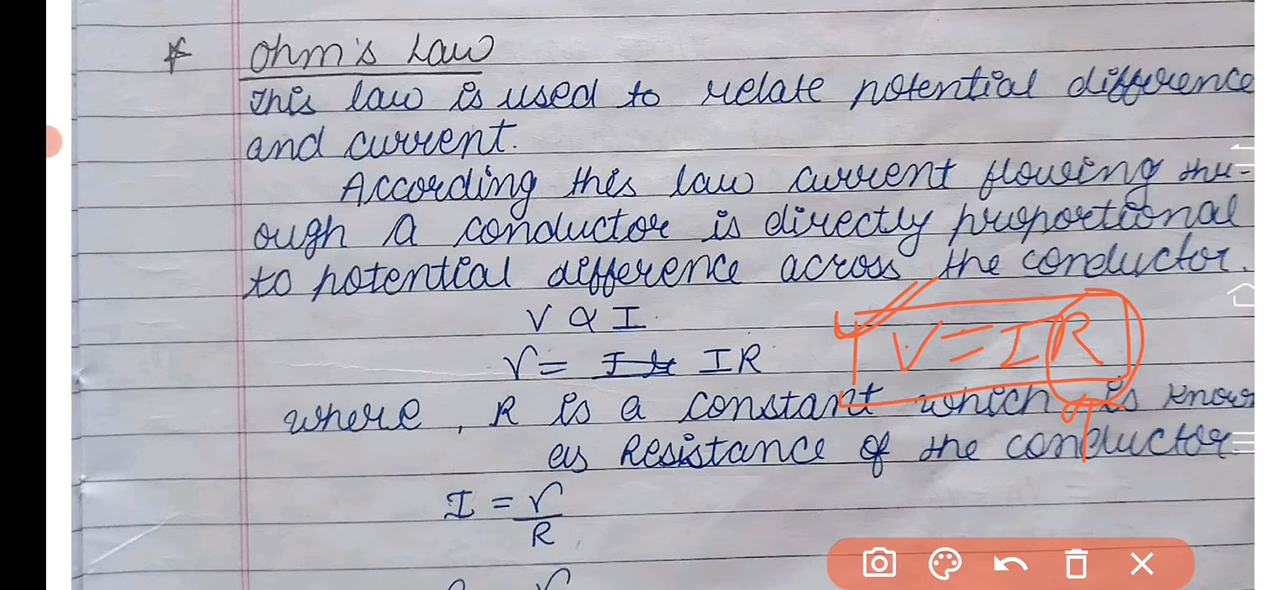 Ohm's Law
This law is used to relate potential difference
and current.
According this law current flowing thr-
ough a conductor is directly proportional
to potential difference across the conductor.
V ∝ I
V = IR
V = IR
where, R is a constant which is known
as Resistance of the conductor
I = V
R